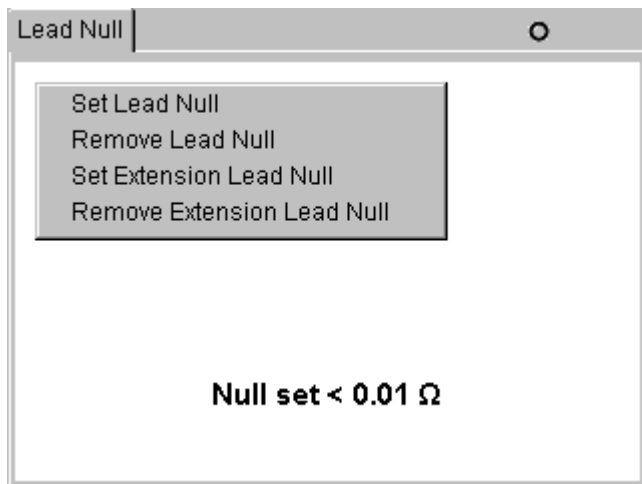 Lead Null
Set Lead Null
Remove Lead Null
Set Extension Lead Null
Remove Extension Lead Null
Null set < 0.01 Ω